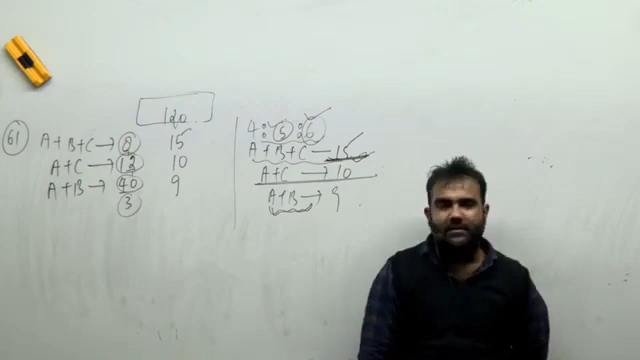 120
61
A+B+C → 8 15
A+C → 12 10
A+B → 40 9
3
4 : 5 : 6
A+B+C — 15
A+C → 10
A+B → 9